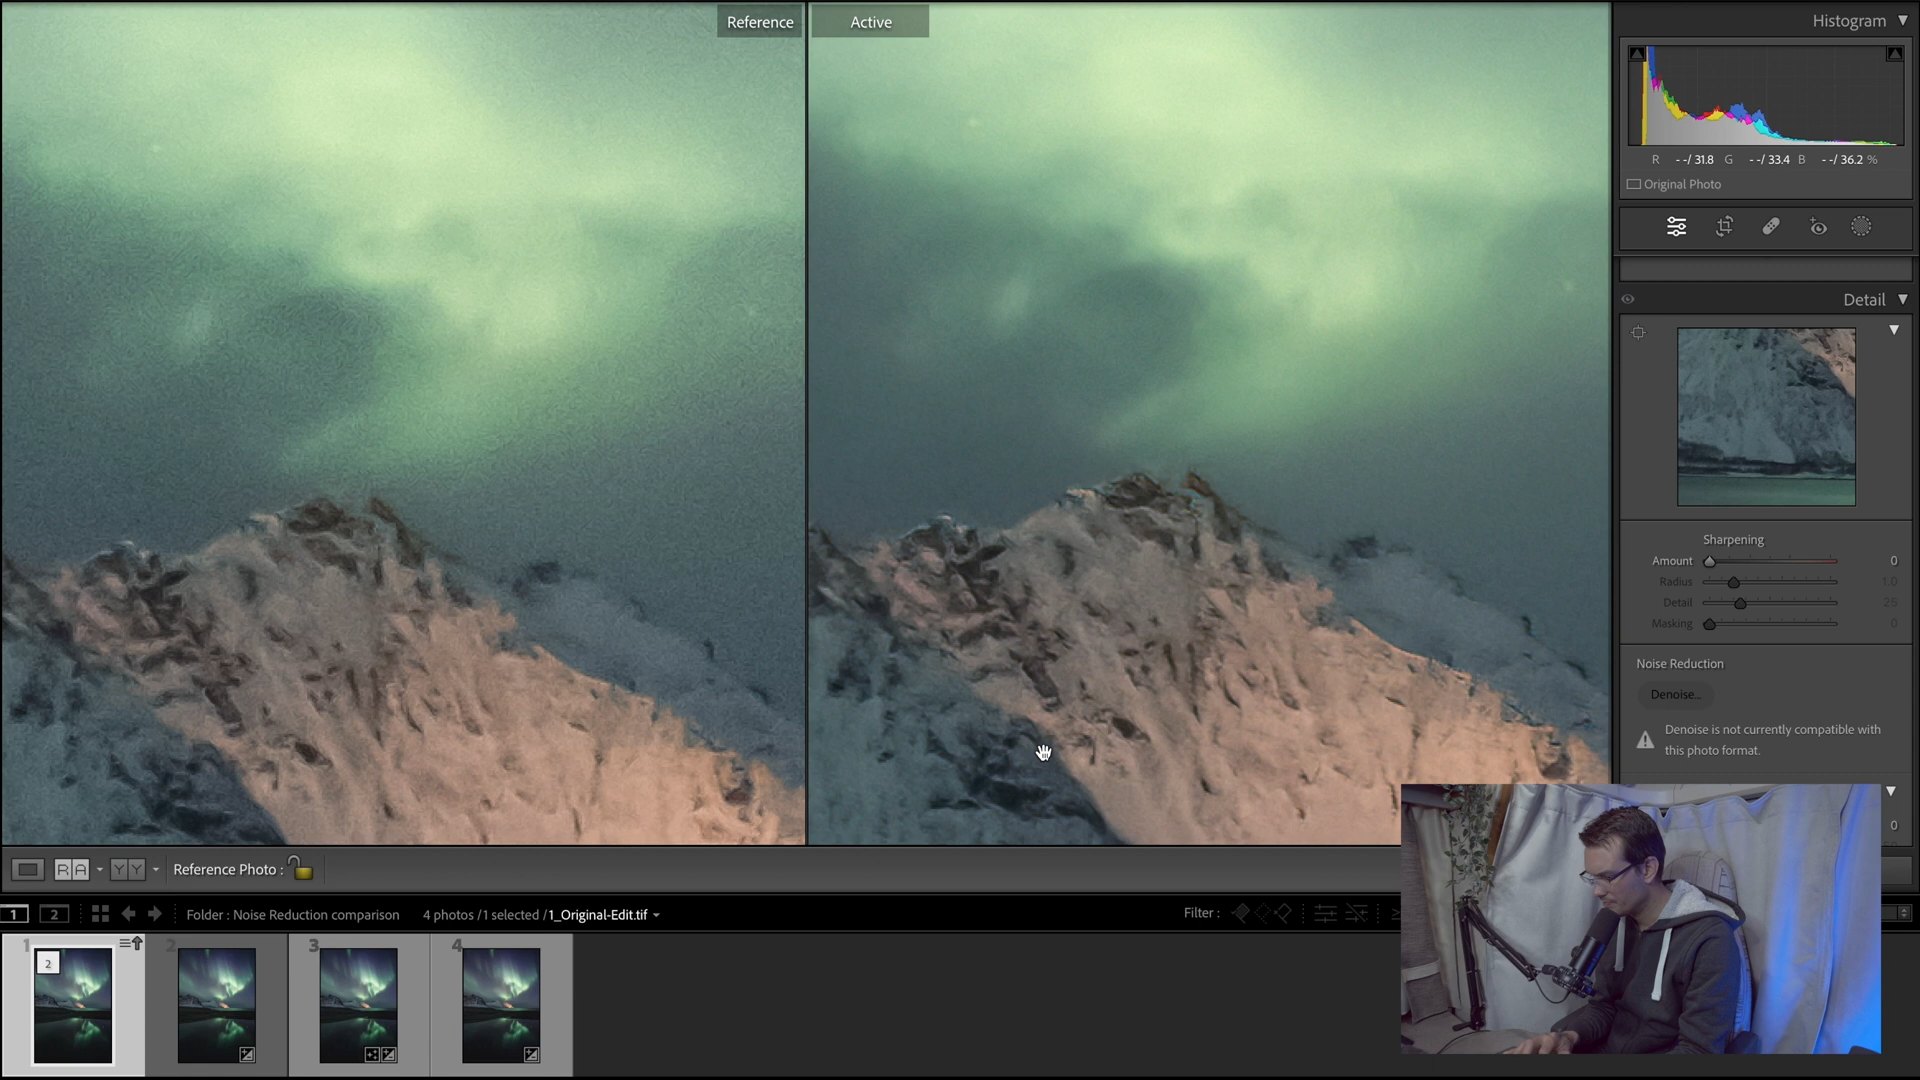 Reference
Active
Histogram
R --/ 31.8 G --/ 33.4 B --/ 36.2 %
Original Photo
Detail
Sharpening
Amount 0
Radius 1.0
Detail 25
Masking 0
Noise Reduction
Denoise...
Denoise is not currently compatible with
this photo format.
0
RA YY Reference Photo :
1 2 Folder : Noise Reduction comparison 4 photos /1 selected /1_Original-Edit.tif Filter :
1 2 3 4
2